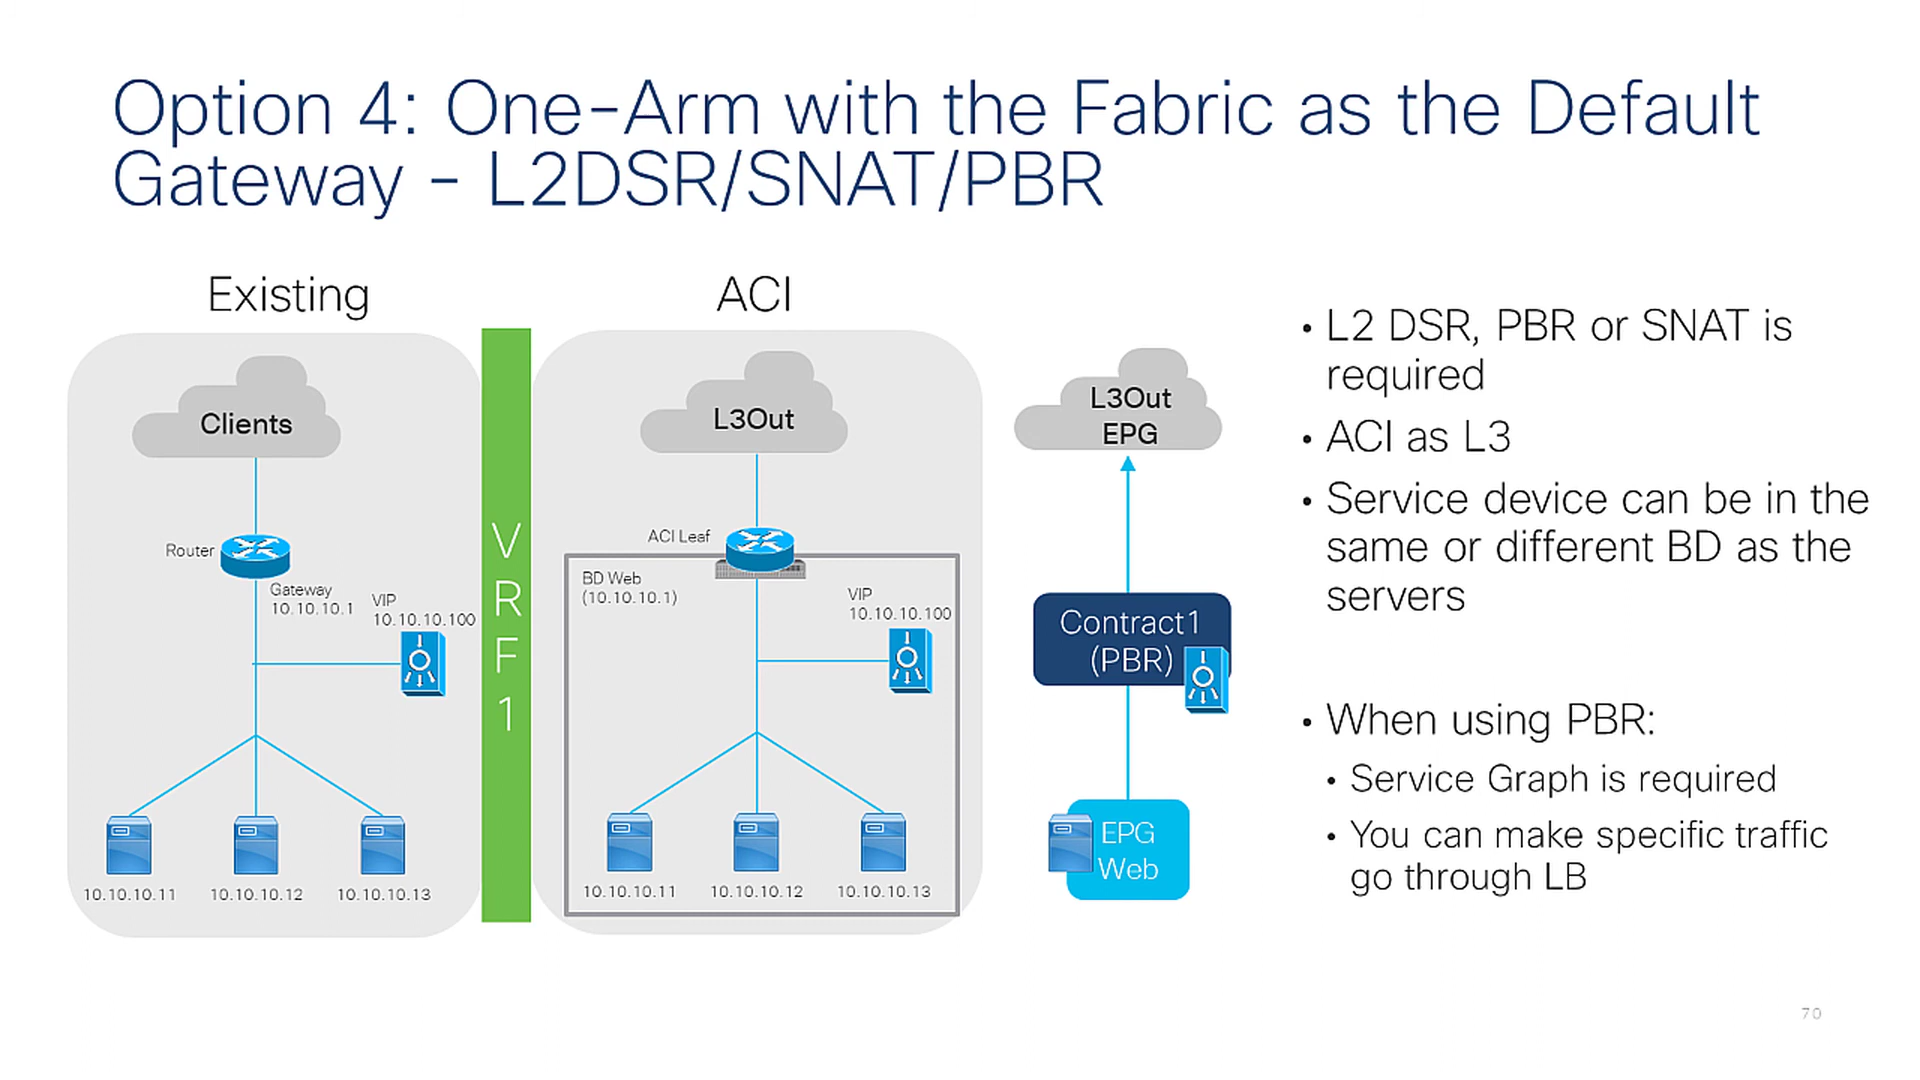 Option 4: One-Arm with the Fabric as the Default
Gateway - L2DSR/SNAT/PBR
Existing
Clients
Router
Gateway
10.10.10.1
VIP
10.10.10.100
10.10.10.11
10.10.10.12
10.10.10.13
V
R
F
1
ACI
L3Out
ACI Leaf
BD Web
(10.10.10.1)
VIP
10.10.10.100
10.10.10.11
10.10.10.12
10.10.10.13
L3Out
EPG
Contract1
(PBR)
EPG
Web
• L2 DSR, PBR or SNAT is
required
• ACI as L3
• Service device can be in the
same or different BD as the
servers
• When using PBR:
• Service Graph is required
• You can make specific traffic
go through LB
70